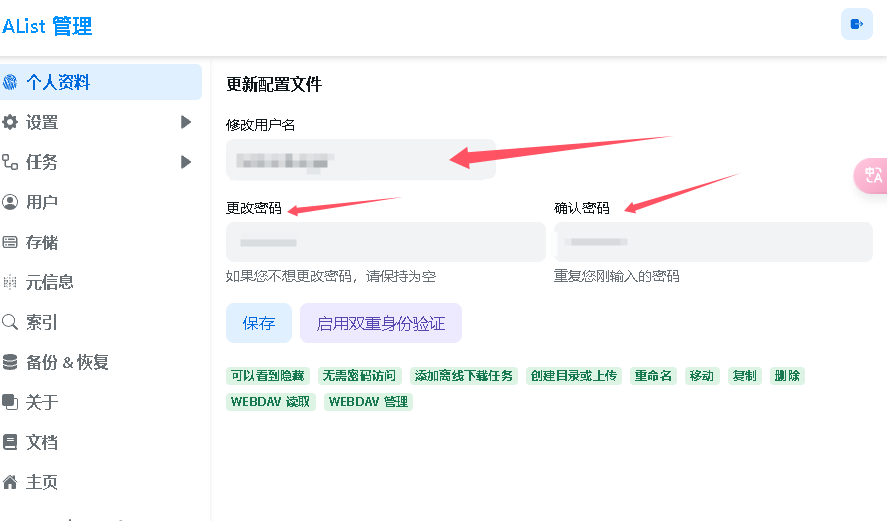 AList 管理
个人资料
设置
任务
用户
存储
元信息
索引
备份 & 恢复
关于
文档
主页
更新配置文件
修改用户名
更改密码
确认密码
如果您不想更改密码，请保持为空
重复您刚输入的密码
保存 启用双重身份验证
可以看到隐藏 无需密码访问 添加离线下载任务 创建目录或上传 重命名 移动 复制 删除
WEBDAV 读取 WEBDAV 管理
中A